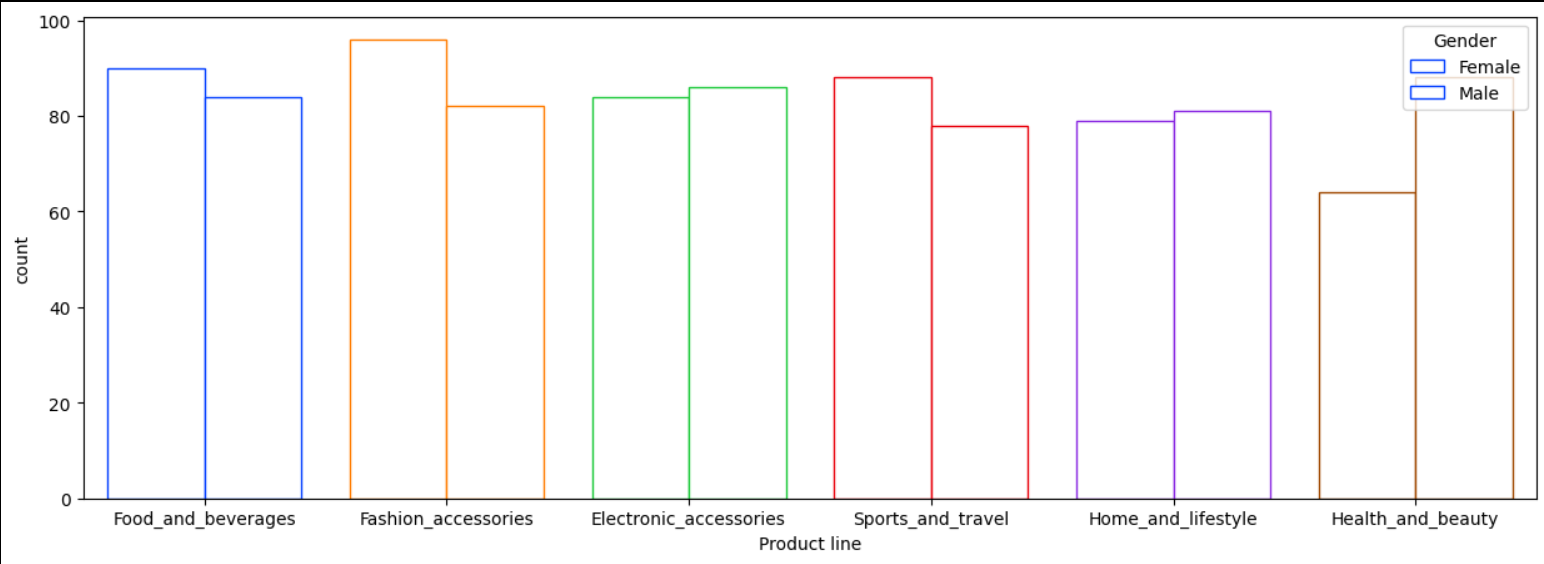 100
80
60
40
20
0
count
Gender
Female
Male
Food_and_beverages Fashion_accessories Electronic_accessories Sports_and_travel Home_and_lifestyle Health_and_beauty
Product line